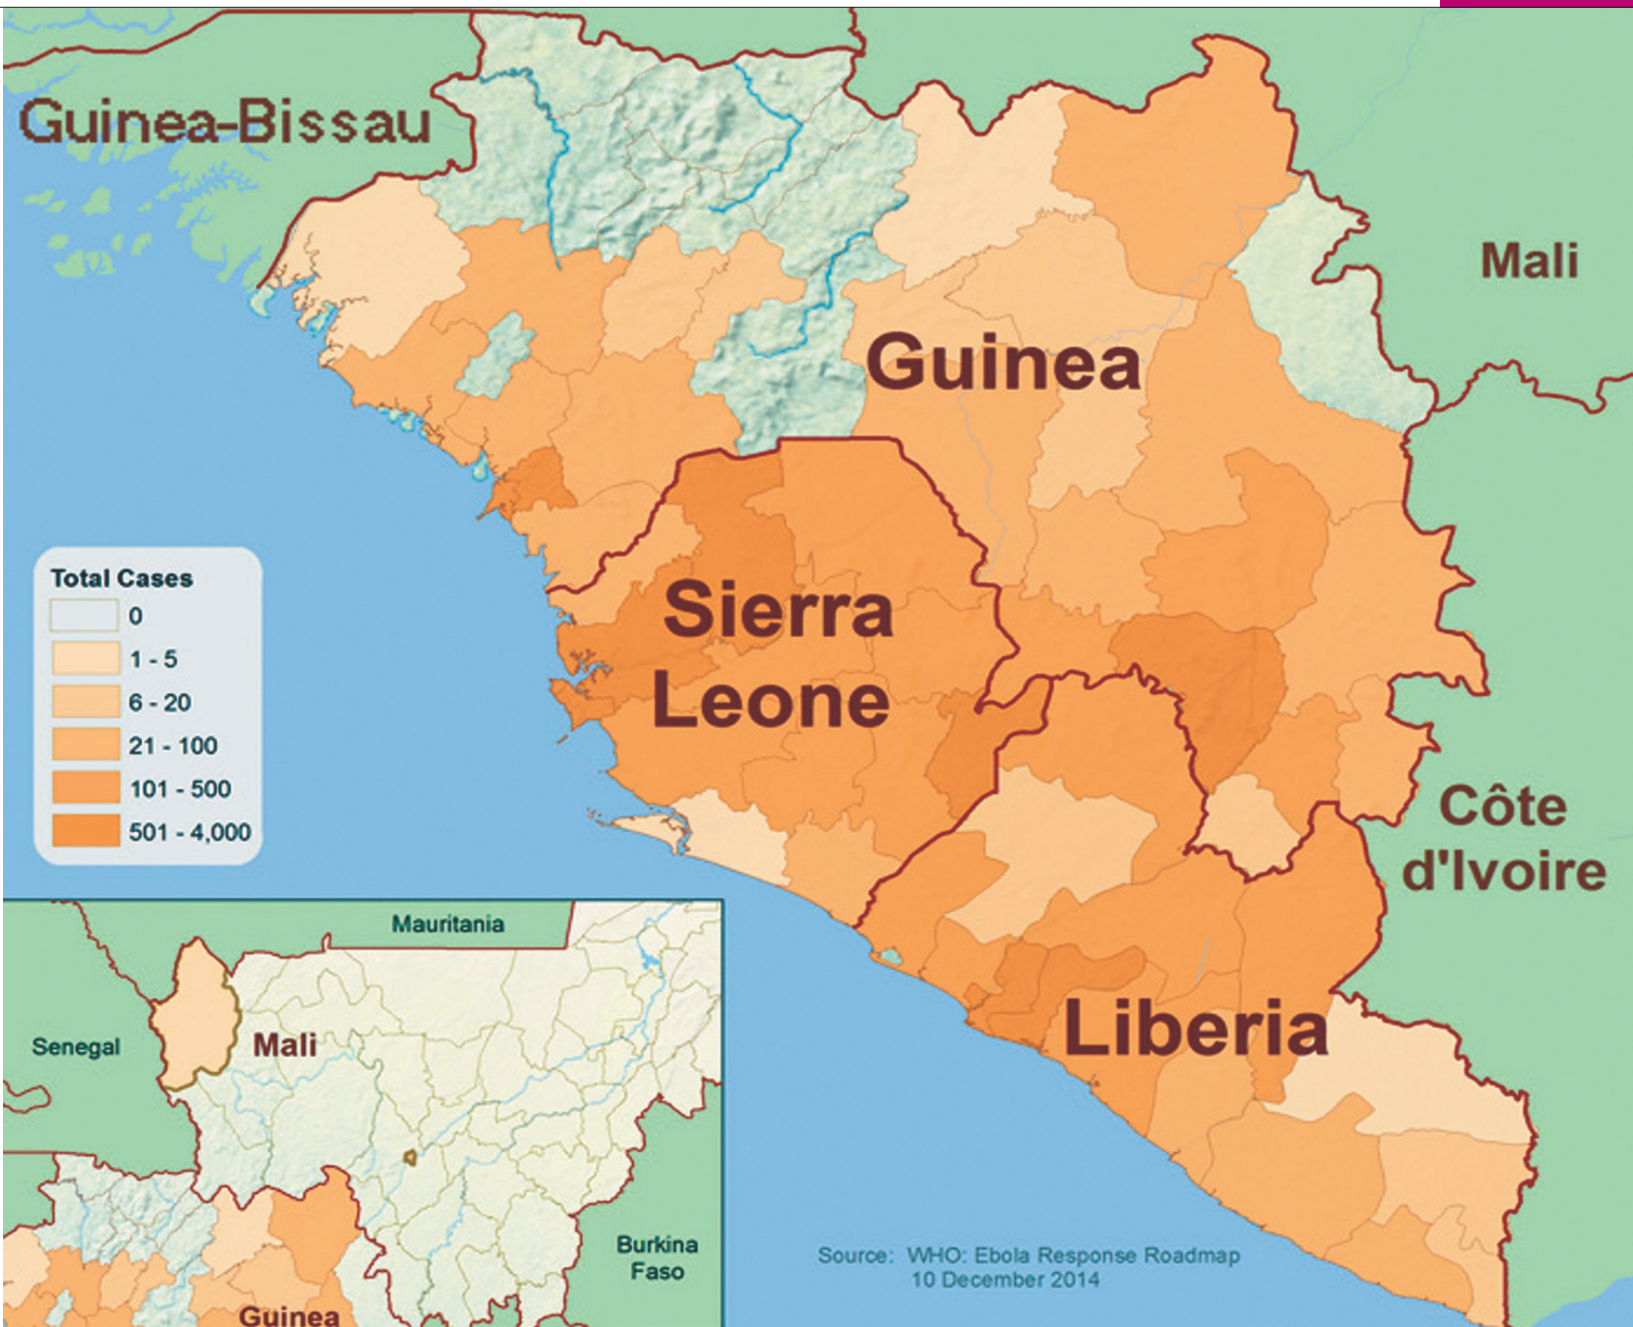 Guinea-Bissau
Mali
Guinea
Sierra
Leone
Côte
d'Ivoire
Liberia
Total Cases
0
1 - 5
6 - 20
21 - 100
101 - 500
501 - 4,000
Mauritania
Senegal
Mali
Burkina
Faso
Guinea
Source: WHO: Ebola Response Roadmap
10 December 2014